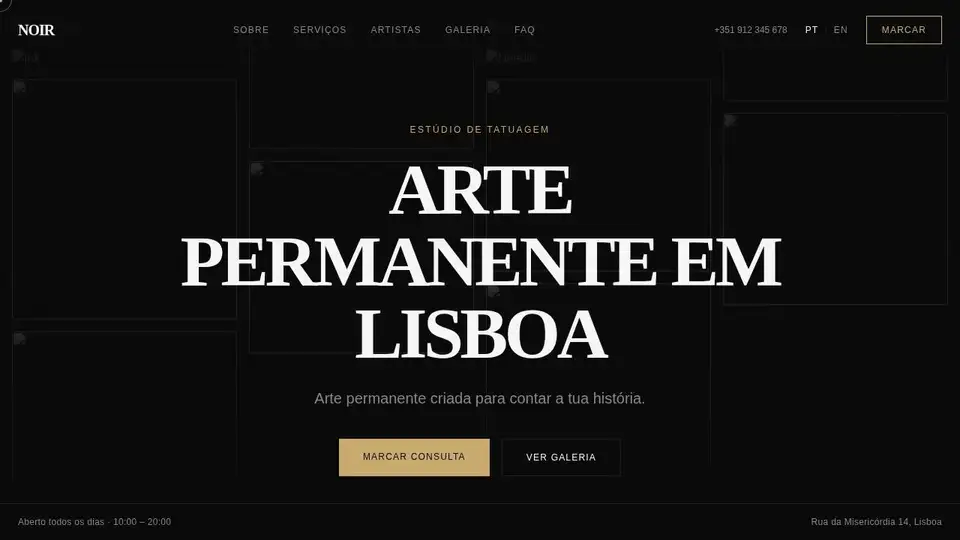 NOIR
SOBRE
SERVIÇOS
ARTISTAS
GALERIA
FAQ
+351 912 345 678
PT
EN
MARCAR
ESTÚDIO DE TATUAGEM
ARTE
PERMANENTE EM
LISBOA
Arte permanente criada para contar a tua história.
MARCAR CONSULTA
VER GALERIA
Aberto todos os dias · 10:00 – 20:00
Rua da Misericórdia 14, Lisboa